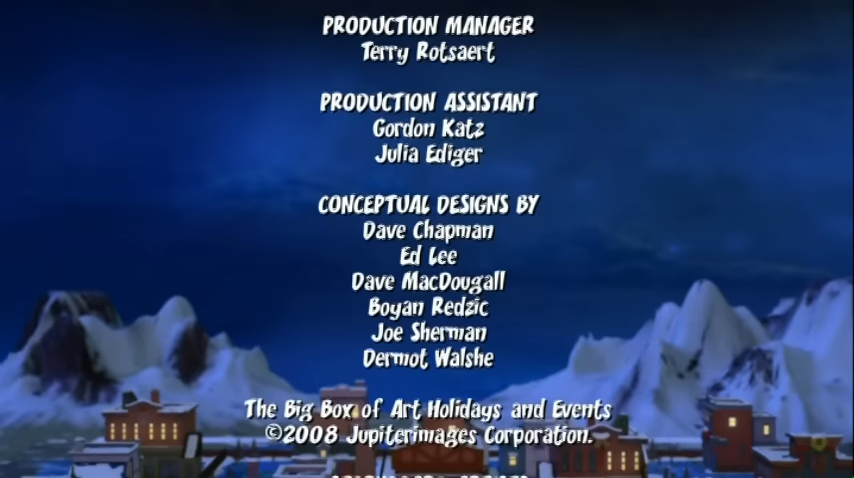 PRODUCTION MANAGER
Terry Rotsaert
PRODUCTION ASSISTANT
Gordon Katz
Julia Ediger
CONCEPTUAL DESIGNS BY
Dave Chapman
Ed Lee
Dave MacDougall
Boyan Redzic
Joe Sherman
Dermot Walshe
The Big Box of Art Holidays and Events
©2008 Jupiterimages Corporation.